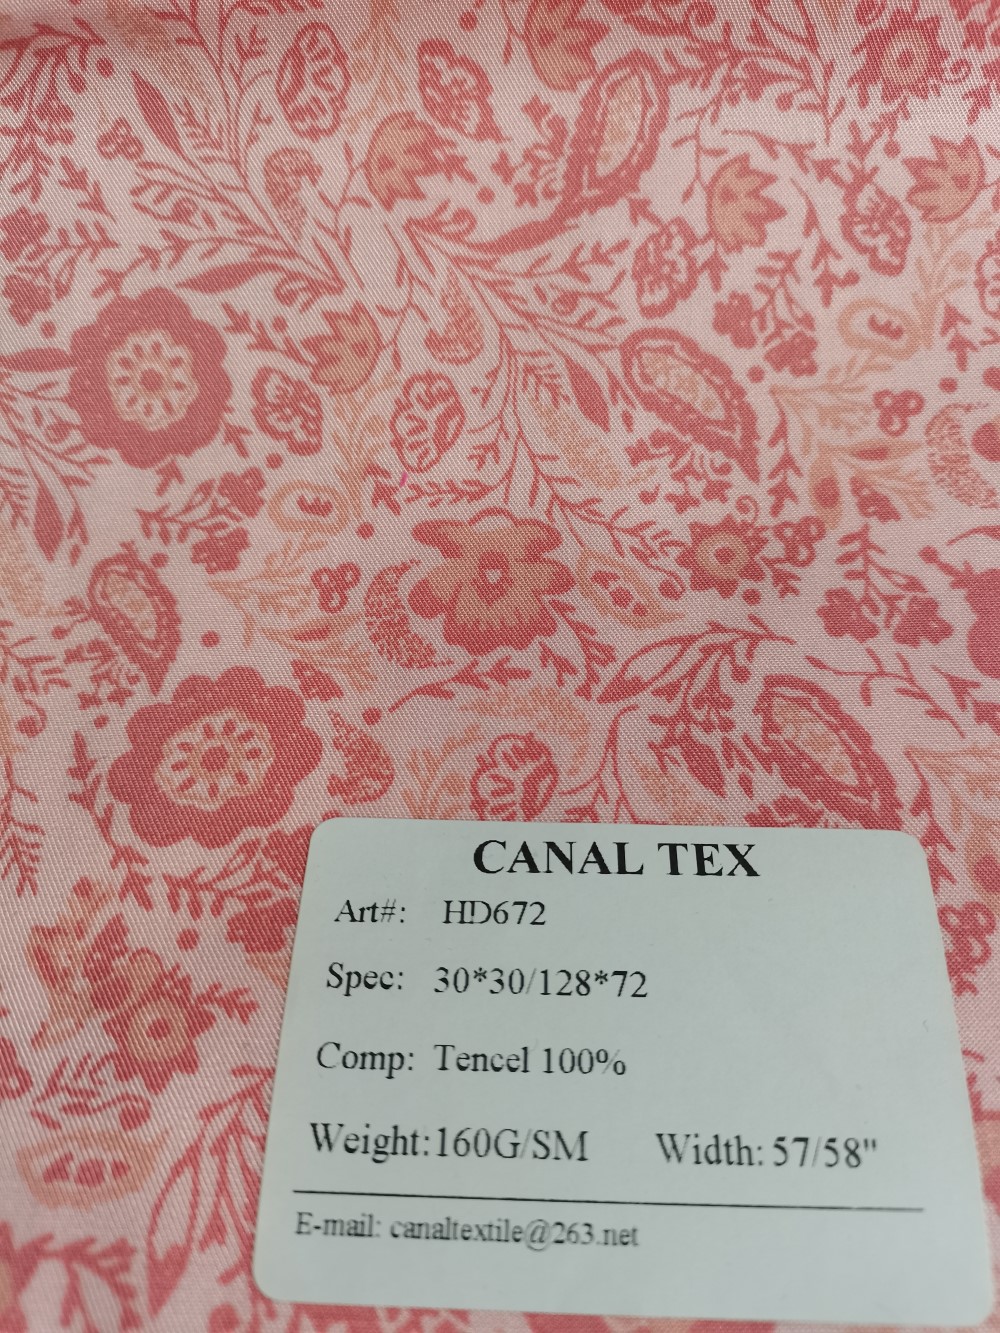 CANAL TEX
Art#: HD672
Spec: 30*30/128*72
Comp: Tencel 100%
Weight:160G/SM Width: 57/58"
E-mail: canaltextile@263.net